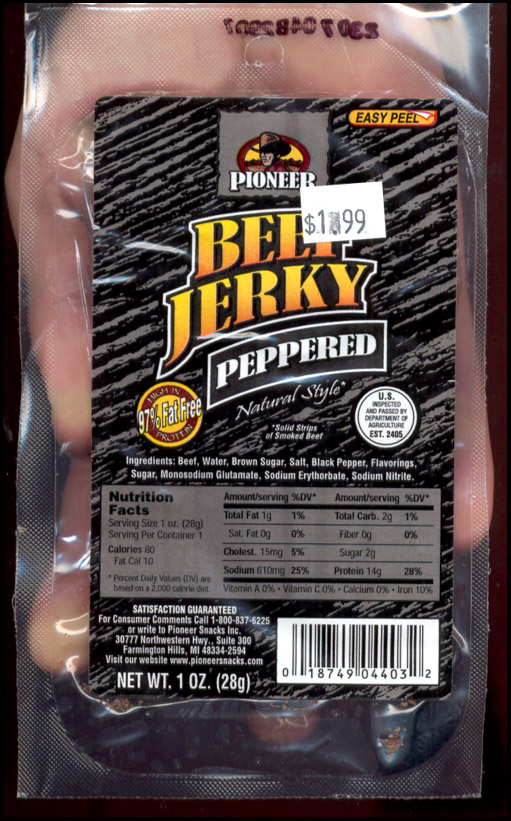 EASY PEEL
PIONEER
$1.99
BEEF
JERKY
PEPPERED
Natural Style*
HIGH IN
97% Fat Free
PROTEIN
*Solid Strips
of Smoked Beef
U.S.
INSPECTED
AND PASSED BY
DEPARTMENT OF
AGRICULTURE
EST. 2405
Ingredients: Beef, Water, Brown Sugar, Salt, Black Pepper, Flavorings,
Sugar, Monosodium Glutamate, Sodium Erythorbate, Sodium Nitrite.
Nutrition
Facts
Serving Size 1 oz. (28g)
Serving Per Container 1
Calories 80
Fat Cal 10
* Percent Daily Values (DV) are
based on a 2,000 calorie diet.
Amount/serving %DV* Amount/serving %DV*
Total Fat 1g 1% Total Carb. 2g 1%
Sat. Fat 0g 0% Fiber 0g 0%
Cholest. 15mg 5% Sugar 2g
Sodium 610mg 25% Protein 14g 28%
Vitamin A 0% • Vitamin C 0% • Calcium 0% • Iron 10%
SATISFACTION GUARANTEED
For Consumer Comments Call 1-800-837-6225
or write to Pioneer Snacks Inc.
30777 Northwestern Hwy., Suite 300
Farmington Hills, MI 48334-2594
Visit our website www.pioneersnacks.com
NET WT. 1 OZ. (28g)
0 18749 04403 2